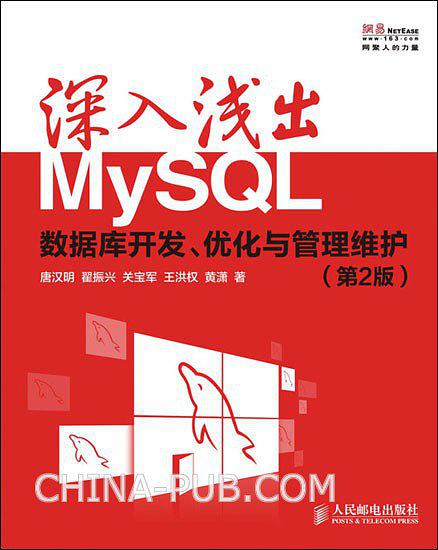 網易 NETEASE
www.163.com
网聚人的力量
深入浅出
MySQL
数据库开发、优化与管理维护
（第2版）
唐汉明 翟振兴 关宝军 王洪权 黄潇 著
CHINA-PUB.COM
人民邮电出版社
POSTS & TELECOM PRESS